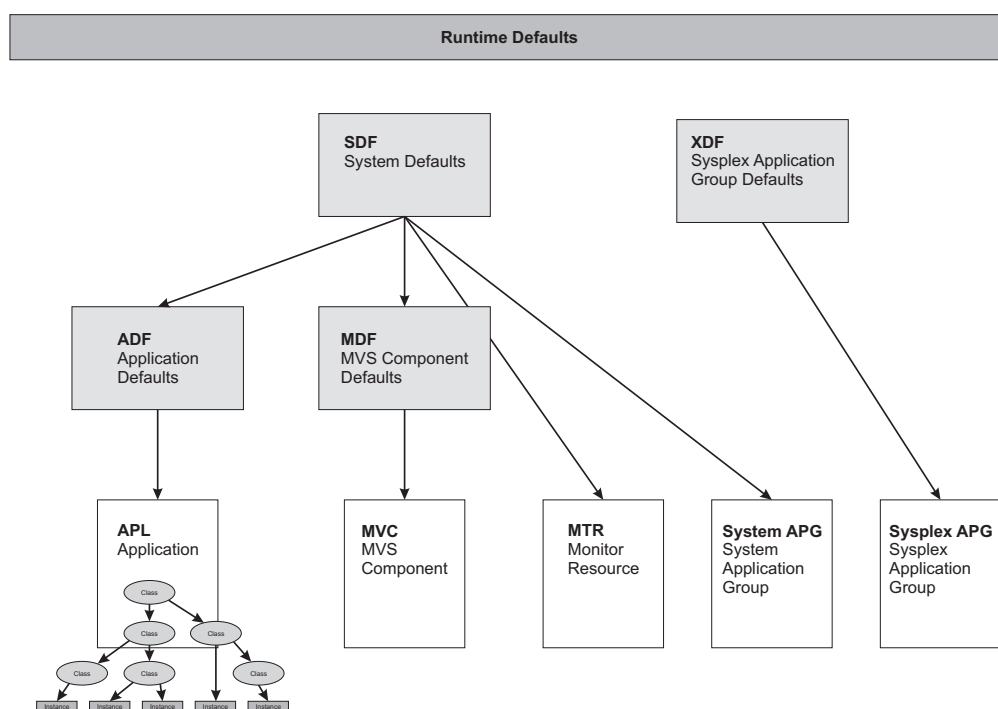 Runtime Defaults
SDF
System Defaults
XDF
Sysplex Application
Group Defaults
ADF
Application
Defaults
MDF
MVS Component
Defaults
APL
Application
MVC
MVS
Component
MTR
Monitor
Resource
System APG
System
Application
Group
Sysplex APG
Sysplex
Application
Group
Class
Class
Class
Class
Class
Class
Instance
Instance
Instance
Instance
Instance